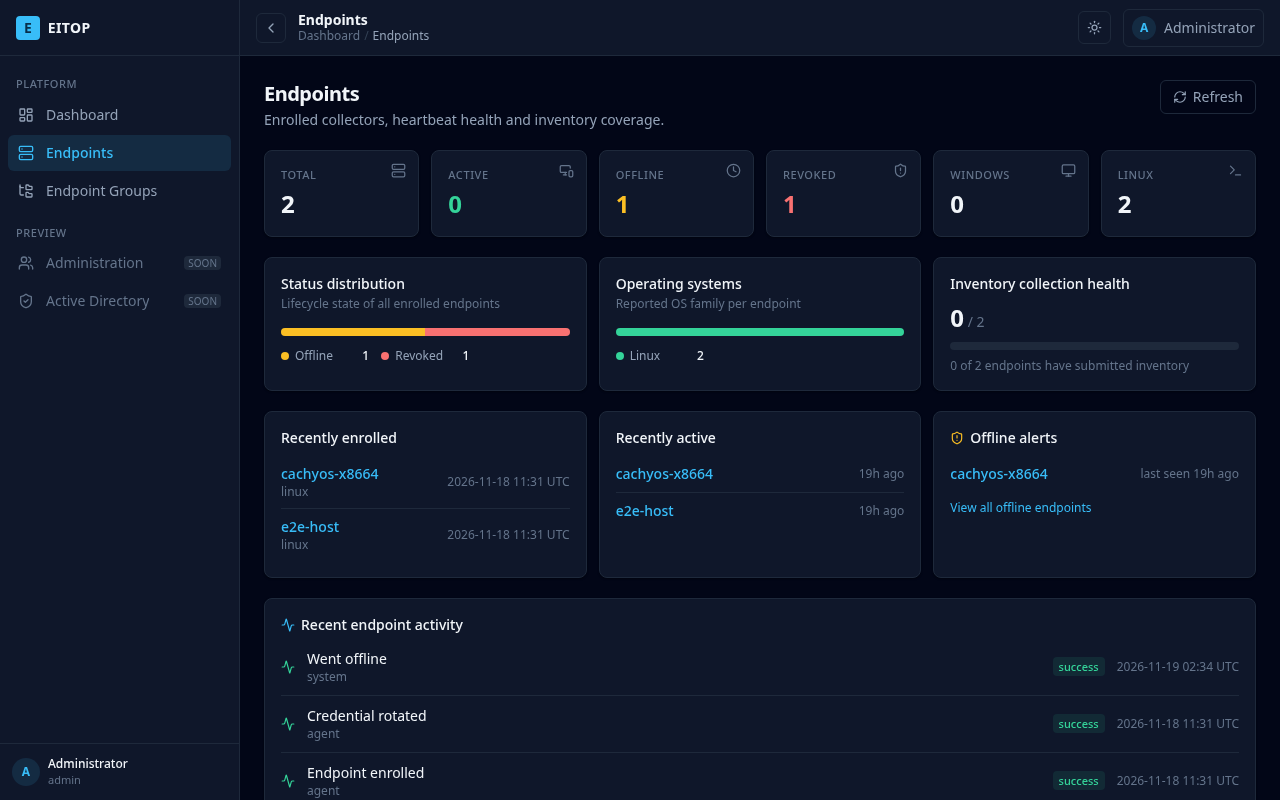 E EITOP
Endpoints
Dashboard / Endpoints
A Administrator
PLATFORM
Dashboard
Endpoints
Endpoint Groups
PREVIEW
Administration SOON
Active Directory SOON
A Administrator
admin
Endpoints
Enrolled collectors, heartbeat health and inventory coverage.
Refresh
TOTAL
2
ACTIVE
0
OFFLINE
1
REVOKED
1
WINDOWS
0
LINUX
2
Status distribution
Lifecycle state of all enrolled endpoints
Offline 1 Revoked 1
Operating systems
Reported OS family per endpoint
Linux 2
Inventory collection health
0 / 2
0 of 2 endpoints have submitted inventory
Recently enrolled
cachyos-x8664
linux
2026-11-18 11:31 UTC
e2e-host
linux
2026-11-18 11:31 UTC
Recently active
cachyos-x8664 19h ago
e2e-host 19h ago
Offline alerts
cachyos-x8664 last seen 19h ago
View all offline endpoints
Recent endpoint activity
Went offline
system
success 2026-11-19 02:34 UTC
Credential rotated
agent
success 2026-11-18 11:31 UTC
Endpoint enrolled
agent
success 2026-11-18 11:31 UTC